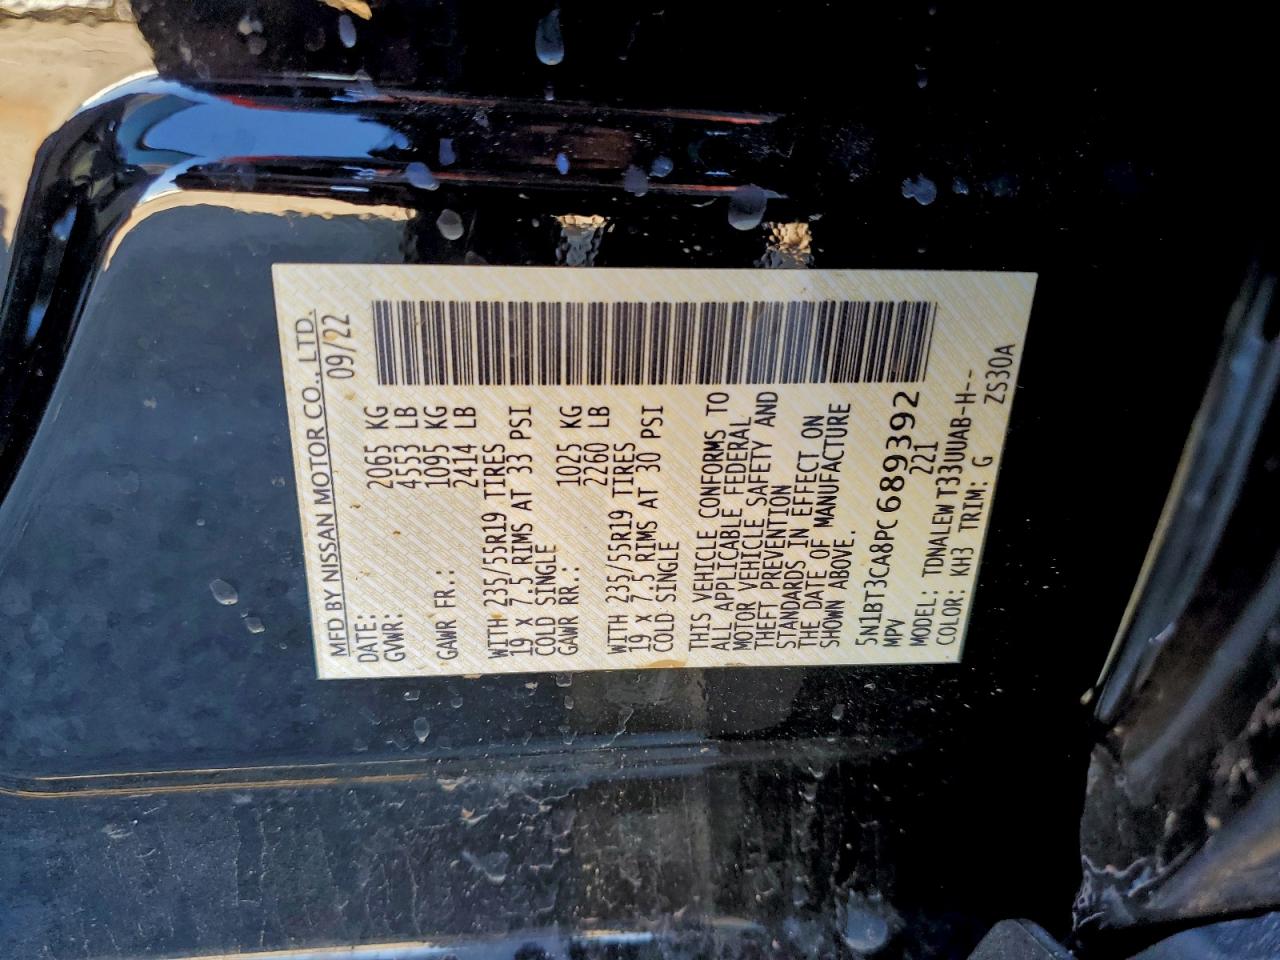 MFD BY NISSAN MOTOR CO., LTD.
DATE: 09/22
GVWR: 2065 KG
4553 LB
GAWR FR.: 1095 KG
2414 LB
WITH 235/55R19 TIRES
19 X 7.5 RIMS AT 33 PSI
COLD SINGLE
GAWR RR.: 1025 KG
2260 LB
WITH 235/55R19 TIRES
19 X 7.5 RIMS AT 30 PSI
COLD SINGLE
THIS VEHICLE CONFORMS TO
ALL APPLICABLE FEDERAL
MOTOR VEHICLE SAFETY AND
THEFT PREVENTION
STANDARDS IN EFFECT ON
THE DATE OF MANUFACTURE
SHOWN ABOVE.
5N1BT3CA8PC689392
MPV 221
MODEL: TDNALEWT33UUAB-H--
COLOR: KH3 TRIM: G ZS30A